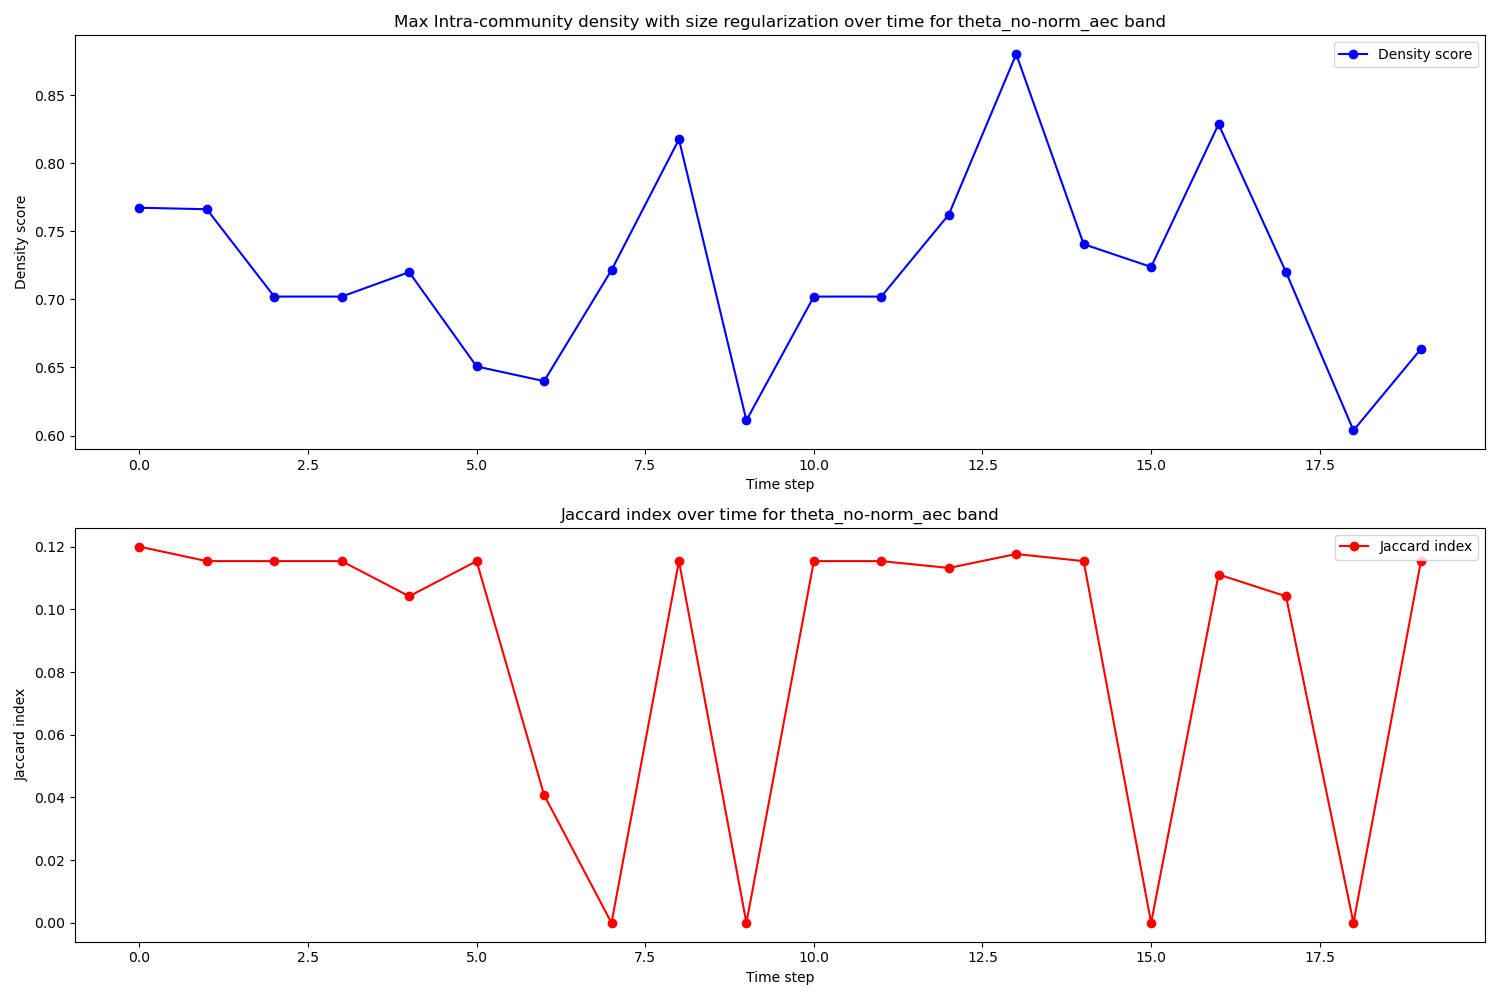 Max Intra-community density with size regularization over time for theta_no-norm_aec band
Density score
0.85
0.80
0.75
0.70
0.65
0.60
Density score
0.0 2.5 5.0 7.5 10.0 12.5 15.0 17.5
Time step
Jaccard index over time for theta_no-norm_aec band
Jaccard index
0.12
0.10
0.08
0.06
0.04
0.02
0.00
Jaccard index
0.0 2.5 5.0 7.5 10.0 12.5 15.0 17.5
Time step